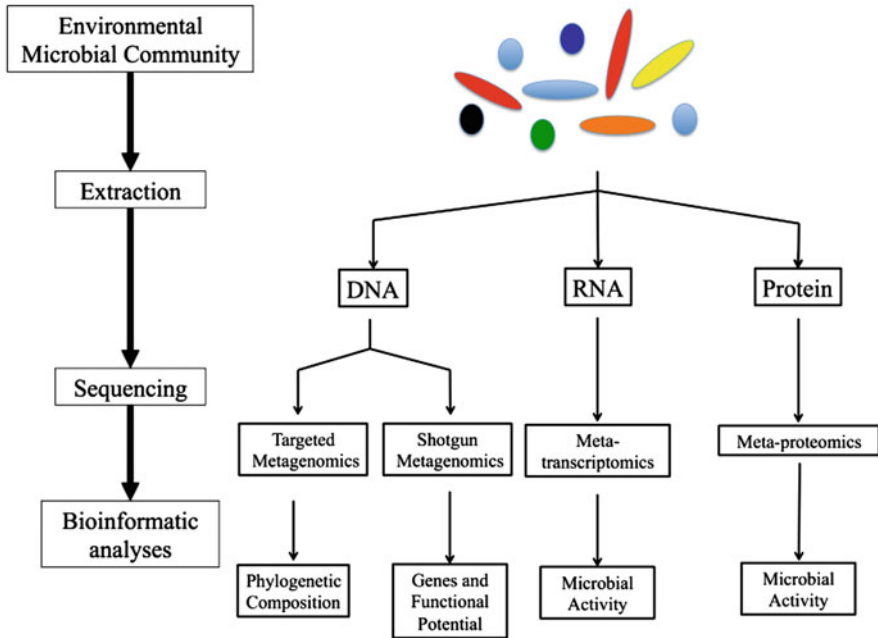 Environmental
Microbial Community
Extraction
Sequencing
Bioinformatic
analyses
DNA
RNA
Protein
Targeted
Metagenomics
Shotgun
Metagenomics
Meta-
transcriptomics
Meta-proteomics
Phylogenetic
Composition
Genes and
Functional
Potential
Microbial
Activity
Microbial
Activity